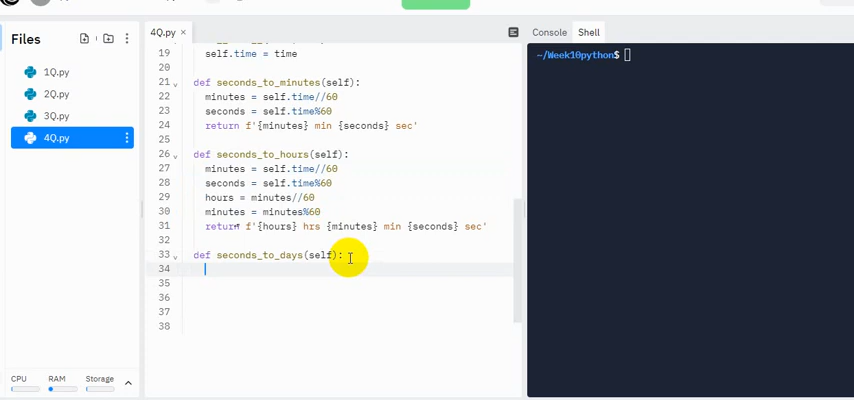 Files
1Q.py
2Q.py
3Q.py
4Q.py
CPU RAM Storage
4Q.py ×
19 self.time = time
20
21 def seconds_to_minutes(self):
22 minutes = self.time//60
23 seconds = self.time%60
24 return f'{minutes} min {seconds} sec'
25
26 def seconds_to_hours(self):
27 minutes = self.time//60
28 seconds = self.time%60
29 hours = minutes//60
30 minutes = minutes%60
31 return f'{hours} hrs {minutes} min {seconds} sec'
32
33 def seconds_to_days(self):
34
35
36
37
38
Console Shell
~/Week10python$